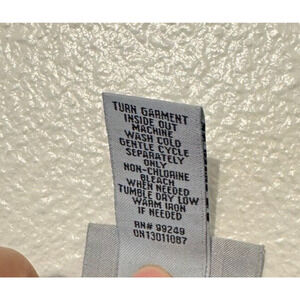 TURN GARMENT
INSIDE OUT
MACHINE
WASH COLD
GENTLE CYCLE
SEPARATELY
ONLY
NON-CHLORINE
BLEACH
WHEN NEEDED
TUMBLE DRY LOW
WARM IRON
IF NEEDED
RN# 99249
CN13011087